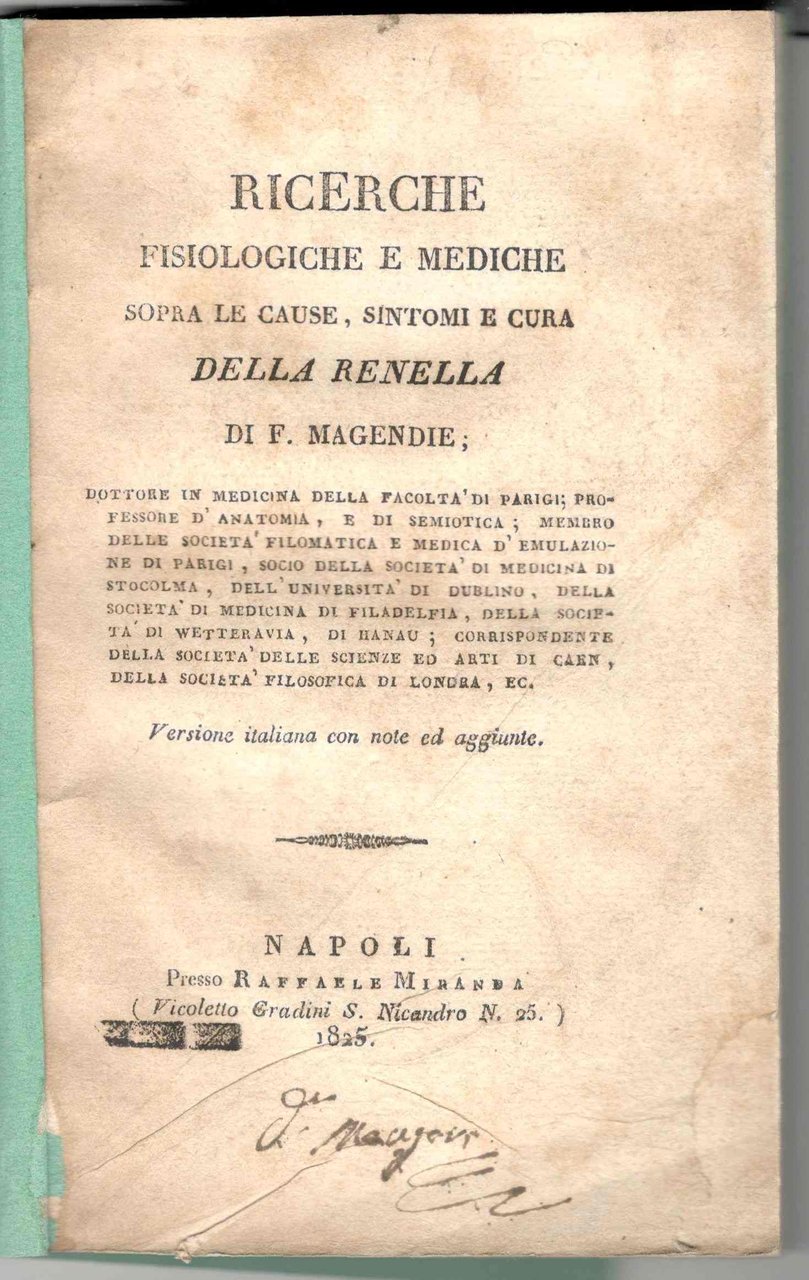 RICERCHE
FISIOLOGICHE E MEDICHE
SOPRA LE CAUSE, SINTOMI E CURA
DELLA RENELLA
DI F. MAGENDIE;
DOTTORE IN MEDICINA DELLA FACOLTA' DI PARIGI; PRO-
FESSORE D' ANATOMIA, E DI SEMIOTICA; MEMBRO
DELLE SOCIETA' FILOMATICA E MEDICA D' EMULAZIO-
NE DI PARIGI, SOCIO DELLA SOCIETA' DI MEDICINA DI
STOCOLMA, DELL' UNIVERSITA' DI DUBLINO, DELLA
SOCIETA' DI MEDICINA DI FILADELFIA, DELLA SOCIE-
TA' DI WETTERAVIA, DI HANAU; CORRISPONDENTE
DELLA SOCIETA' DELLE SCIENZE ED ARTI DI CAEN,
DELLA SOCIETA' FILOSOFICA DI LONDRA, EC.
Versione italiana con note ed aggiunte.
NAPOLI
Presso RAFFAELE MIRANDA
( Vicoletto Gradini S. Nicandro N. 25. )
1825.